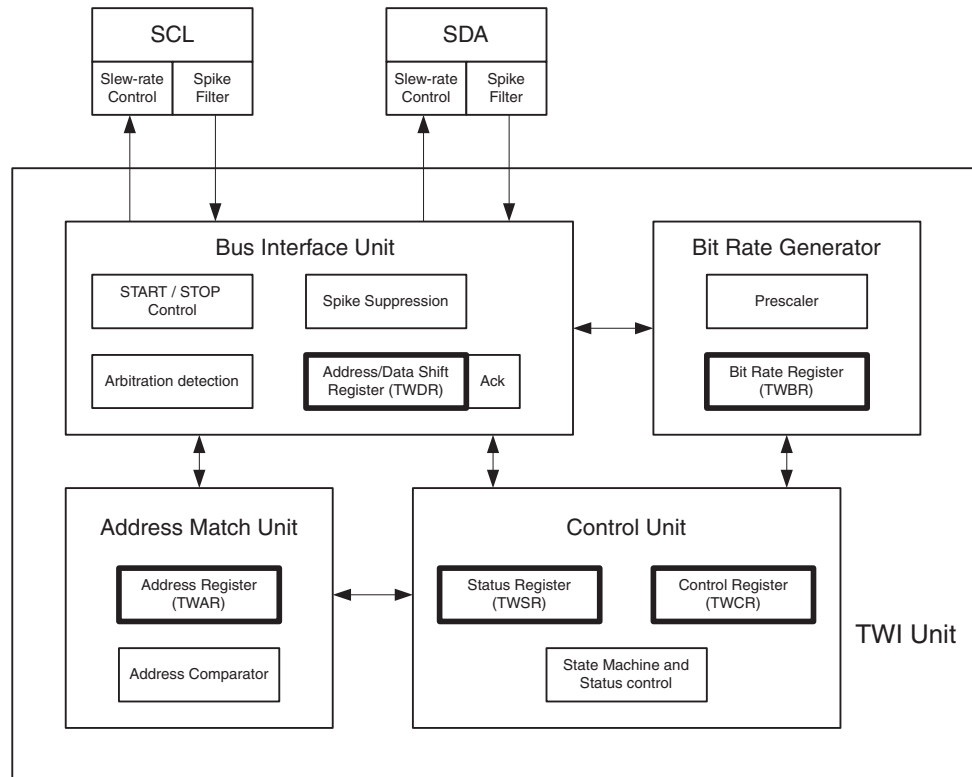 SCL
Slew-rate
Control
Spike
Filter
SDA
Slew-rate
Control
Spike
Filter
Bus Interface Unit
START / STOP
Control
Spike Suppression
Arbitration detection
Address/Data Shift
Register (TWDR)
Ack
Bit Rate Generator
Prescaler
Bit Rate Register
(TWBR)
Address Match Unit
Address Register
(TWAR)
Address Comparator
Control Unit
Status Register
(TWSR)
Control Register
(TWCR)
State Machine and
Status control
TWI Unit